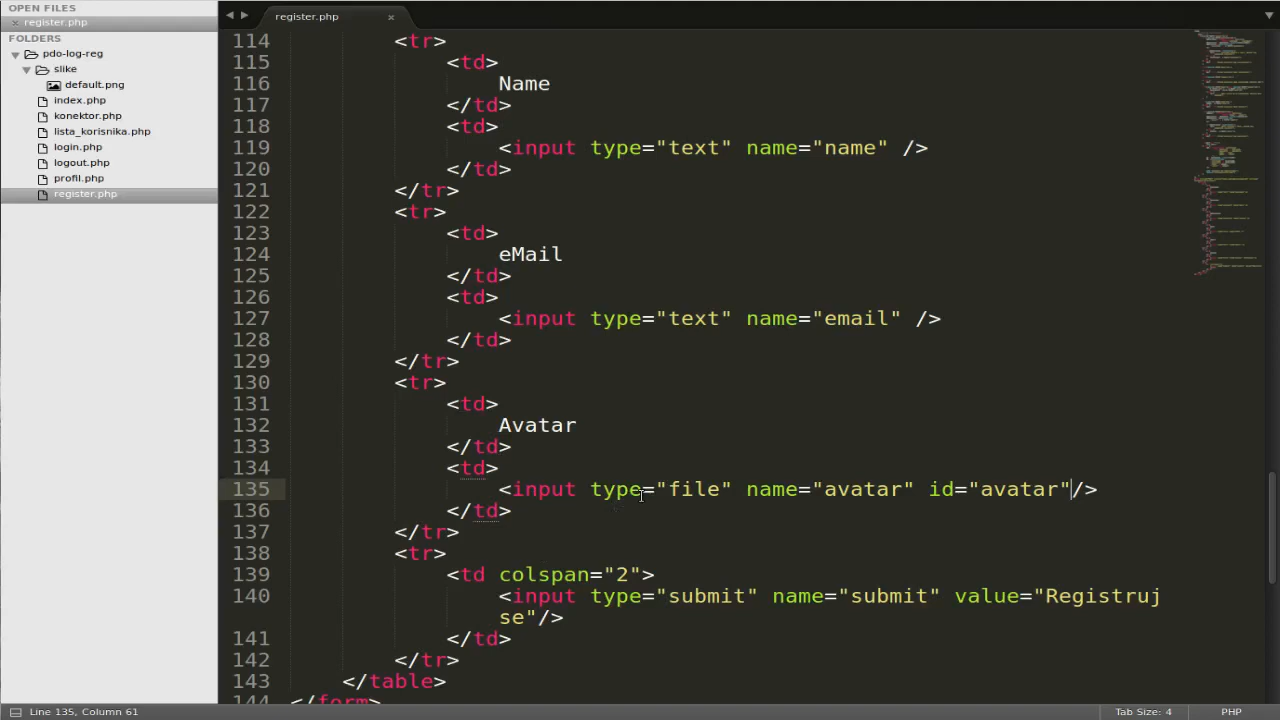 OPEN FILES
register.php
FOLDERS
pdo-log-reg
slike
default.png
index.php
konektor.php
lista_korisnika.php
login.php
logout.php
profil.php
register.php
register.php
114 <tr>
115 <td>
116 Name
117 </td>
118 <td>
119 <input type="text" name="name" />
120 </td>
121 </tr>
122 <tr>
123 <td>
124 eMail
125 </td>
126 <td>
127 <input type="text" name="email" />
128 </td>
129 </tr>
130 <tr>
131 <td>
132 Avatar
133 </td>
134 <td>
135 <input type="file" name="avatar" id="avatar"/>
136 </td>
137 </tr>
138 <tr>
139 <td colspan="2">
140 <input type="submit" name="submit" value="Registruj
se"/>
141 </td>
142 </tr>
143 </table>
144 </form>
Line 135, Column 61
Tab Size: 4
PHP